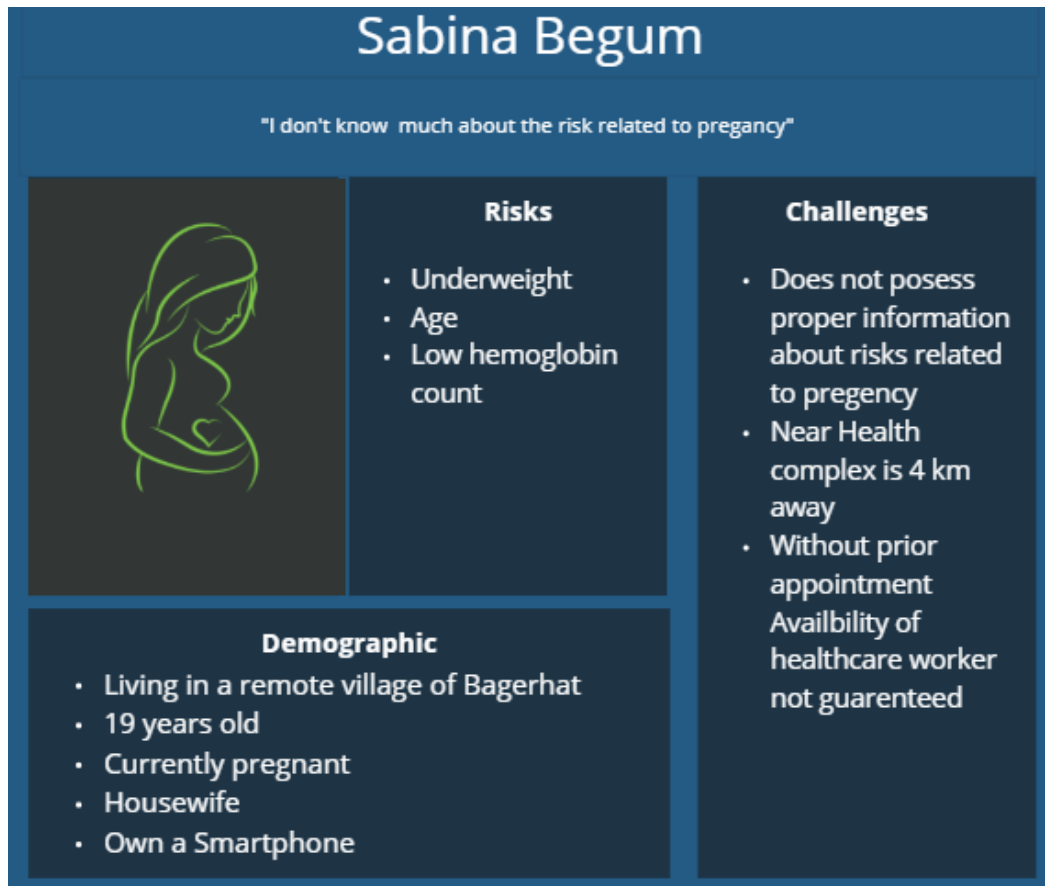 Sabina Begum
"I don't know  much about the risk related to pregancy"
Risks
• Underweight
• Age
• Low hemoglobin
count
Challenges
• Does not posess
proper information
about risks related
to pregency
• Near Health
complex is 4 km
away
• Without prior
appointment
Availbility of
healthcare worker
not guarenteed
Demographic
• Living in a remote village of Bagerhat
• 19 years old
• Currently pregnant
• Housewife
• Own a Smartphone